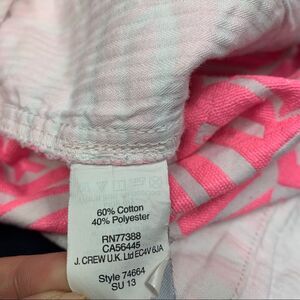 60% Cotton
40% Polyester
RN77388
CA56445
J. CREW U.K. Ltd EC4V 6JA
Style 74664
SU 13